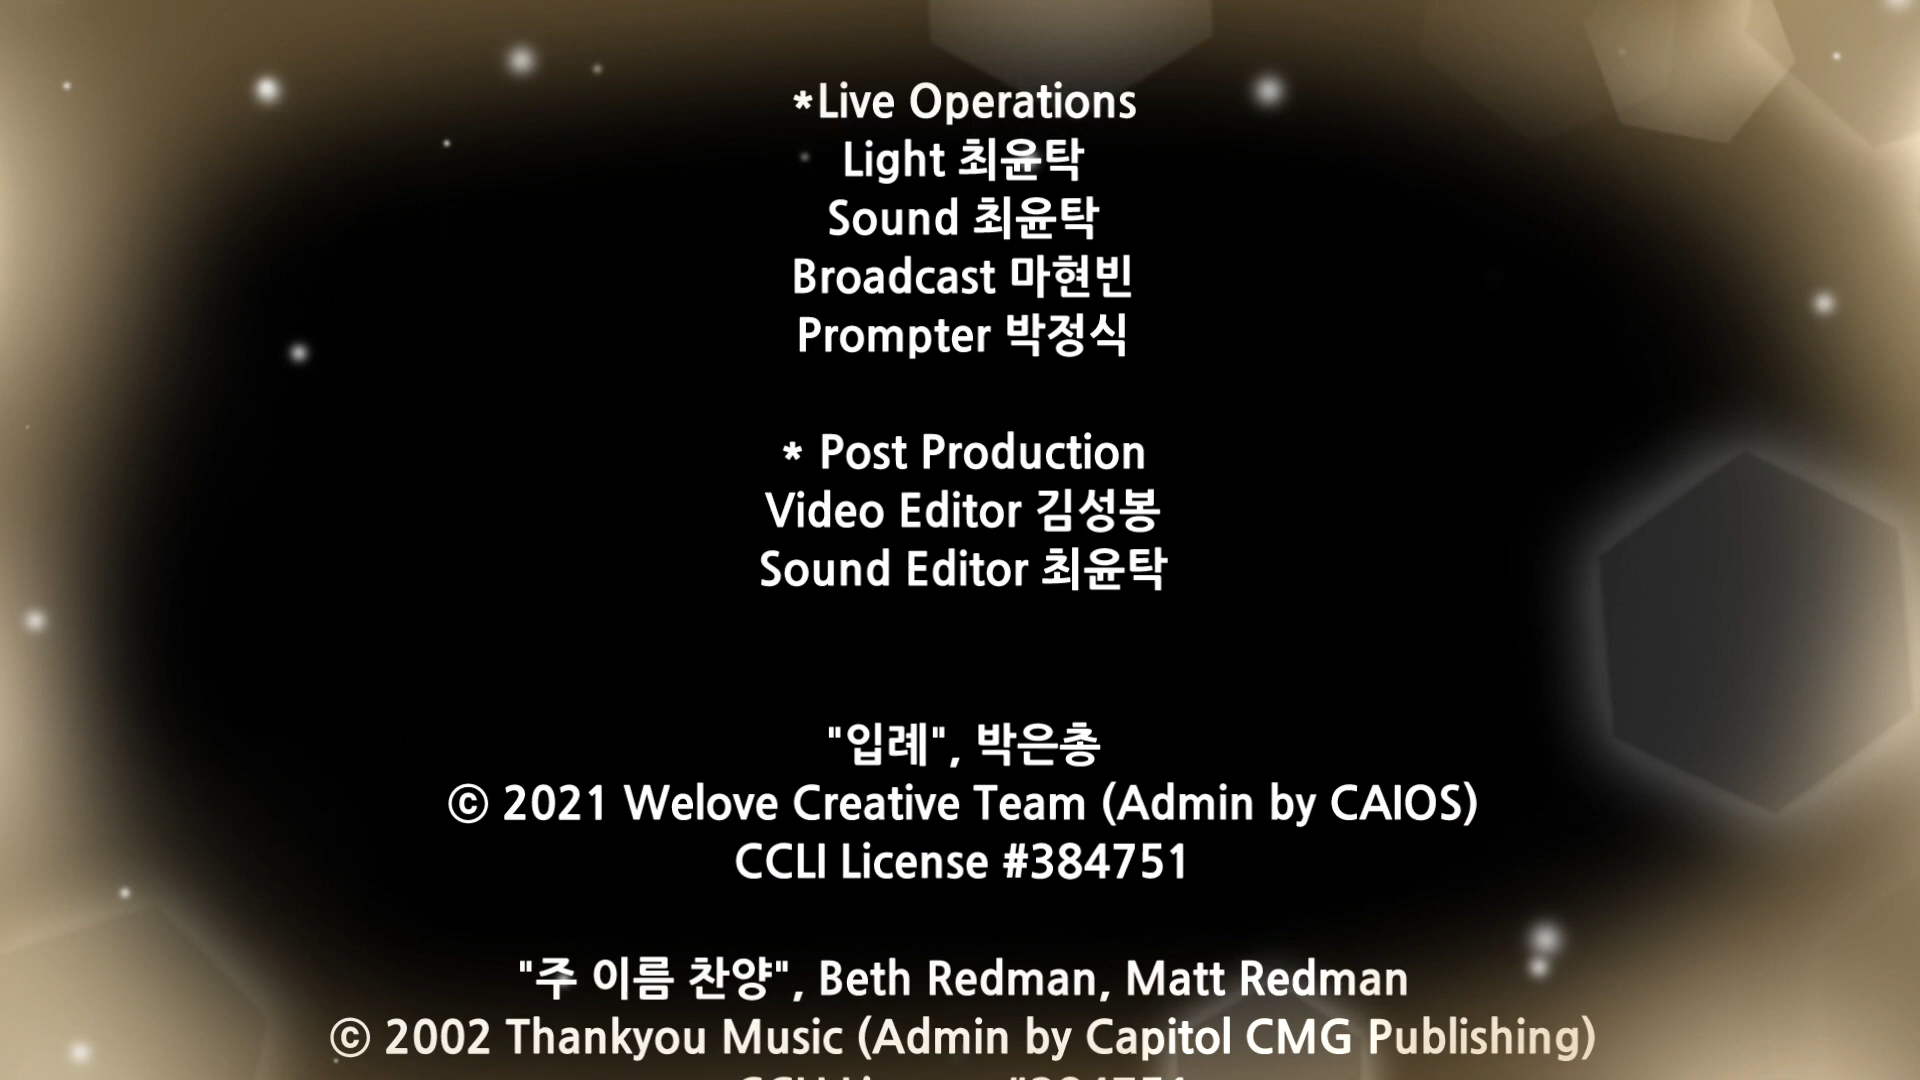 *Live Operations
Light 최윤탁
Sound 최윤탁
Broadcast 마현빈
Prompter 박정식
* Post Production
Video Editor 김성봉
Sound Editor 최윤탁
"입례", 박은총
© 2021 Welove Creative Team (Admin by CAIOS)
CCLI License #384751
"주 이름 찬양", Beth Redman, Matt Redman
© 2002 Thankyou Music (Admin by Capitol CMG Publishing)